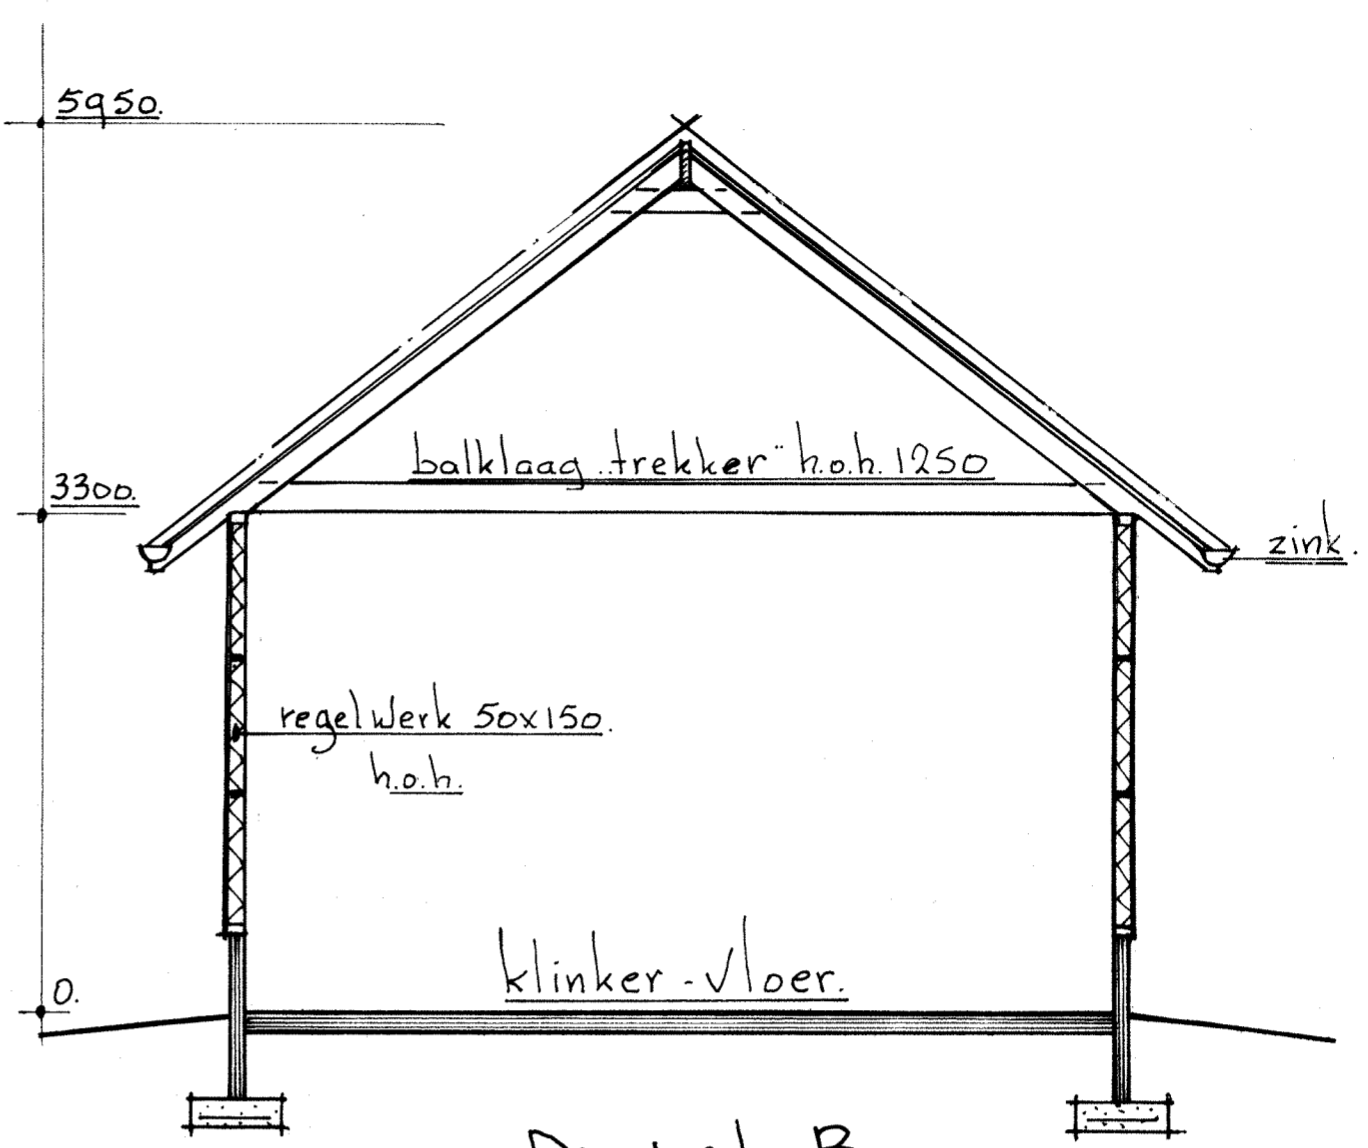 5950.
balklaag "trekker" h.o.h. 1250
3300.
zink.
regelwerk 50x150.
h.o.h.
klinker-vloer.
0.